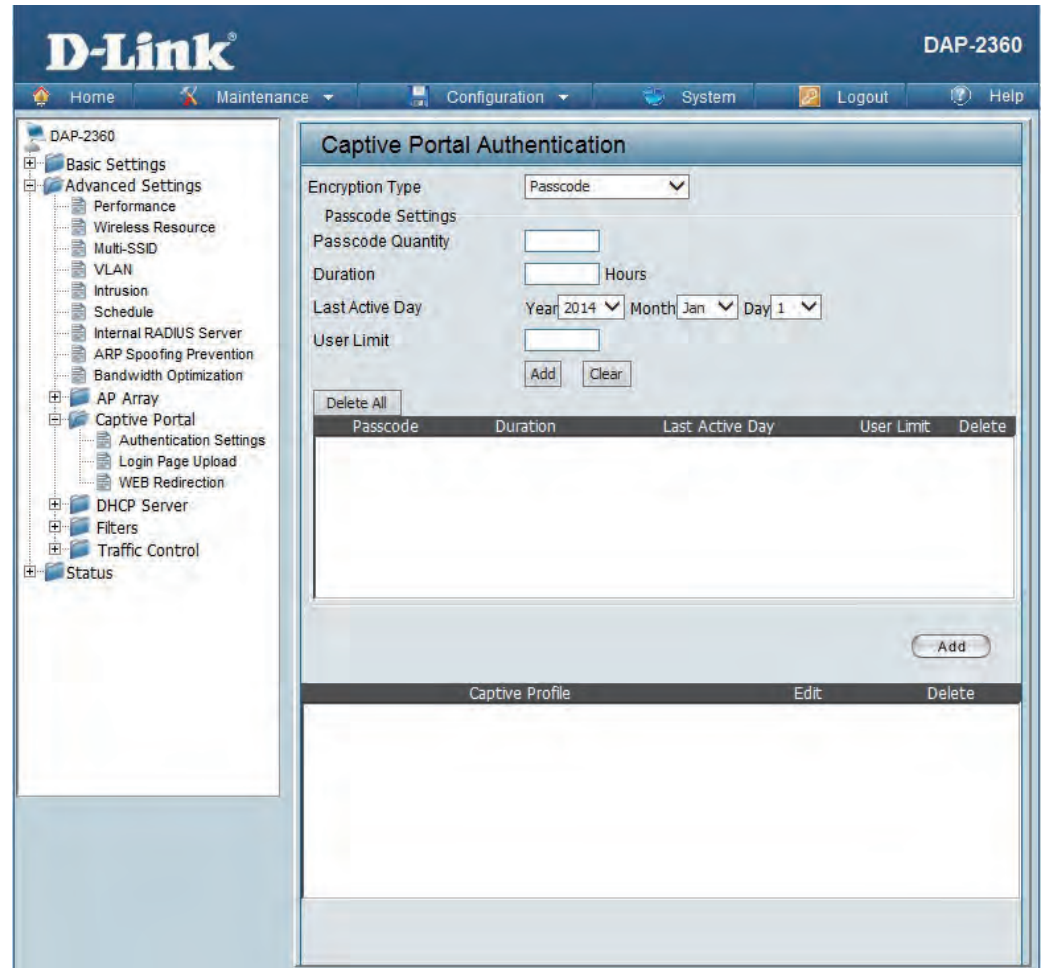 D-Link®
DAP-2360
Home Maintenance Configuration System Logout Help
DAP-2360
Basic Settings
Advanced Settings
Performance
Wireless Resource
Multi-SSID
VLAN
Intrusion
Schedule
Internal RADIUS Server
ARP Spoofing Prevention
Bandwidth Optimization
AP Array
Captive Portal
Authentication Settings
Login Page Upload
WEB Redirection
DHCP Server
Filters
Traffic Control
Status
Captive Portal Authentication
Encryption Type Passcode
Passcode Settings
Passcode Quantity
Duration Hours
Last Active Day Year 2014 Month Jan Day 1
User Limit
Add Clear
Delete All
Passcode Duration Last Active Day User Limit Delete
Add
Captive Profile Edit Delete